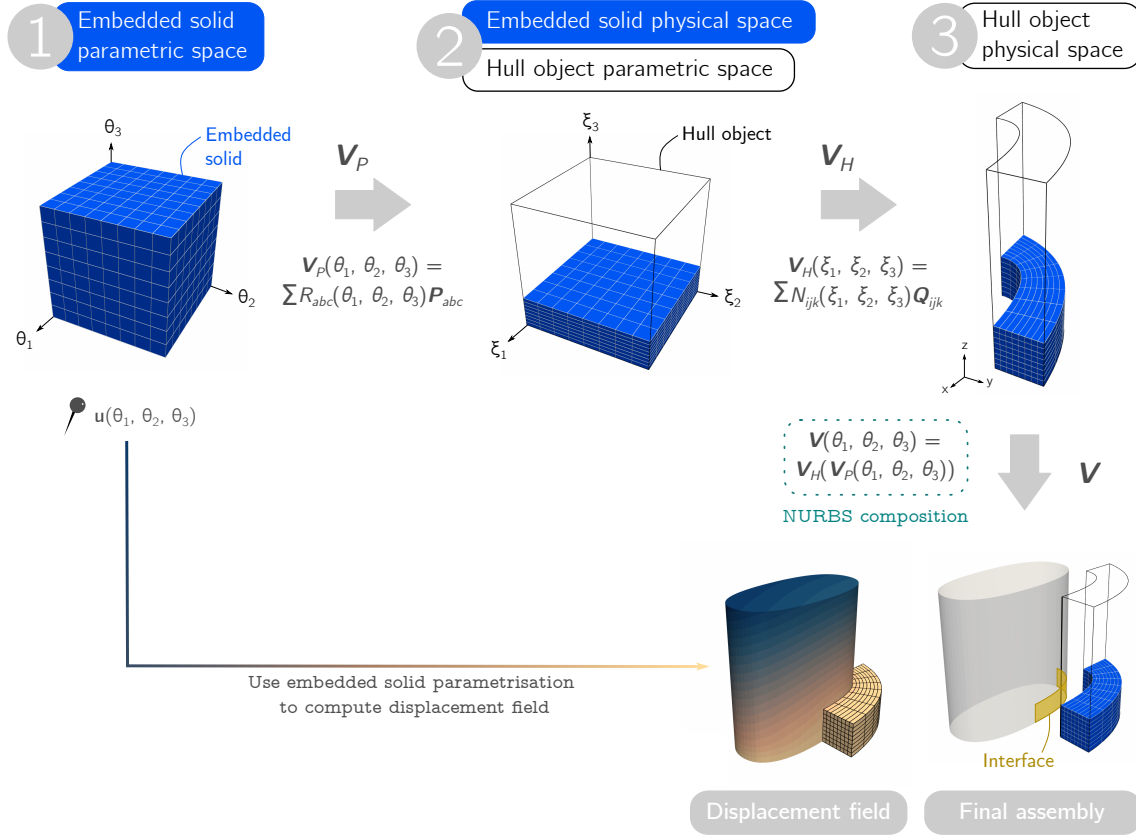 1
Embedded solid
parametric space
2
Embedded solid physical space
Hull object parametric space
3
Hull object
physical space
θ3
Embedded
solid
θ2
θ1
V_P
V_P(θ1, θ2, θ3) =
∑R_abc(θ1, θ2, θ3)P_abc
ξ3
Hull object
ξ2
ξ1
V_H
V_H(ξ1, ξ2, ξ3) =
∑N_ijk(ξ1, ξ2, ξ3)Q_ijk
z
y
x
u(θ1, θ2, θ3)
V(θ1, θ2, θ3) =
V_H(V_P(θ1, θ2, θ3))
NURBS composition
V
Use embedded solid parametrisation
to compute displacement field
Interface
Displacement field
Final assembly